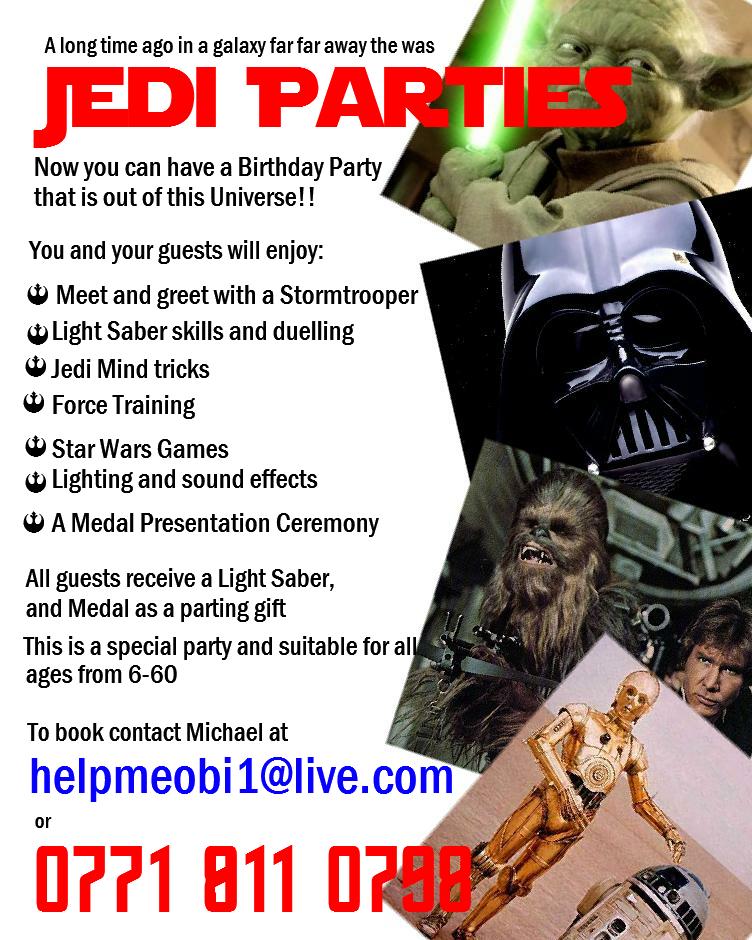 A long time ago in a galaxy far far away the was
JEDI PARTIES
Now you can have a Birthday Party
that is out of this Universe!!
You and your guests will enjoy:
Meet and greet with a Stormtrooper
Light Saber skills and duelling
Jedi Mind tricks
Force Training
Star Wars Games
Lighting and sound effects
A Medal Presentation Ceremony
All guests receive a Light Saber,
and Medal as a parting gift
This is a special party and suitable for all
ages from 6-60
To book contact Michael at
helpmeobi1@live.com
or
0771 811 0798